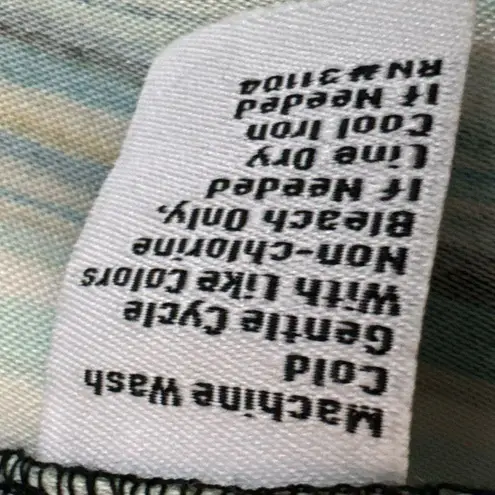 Machine Wash
Cold
Gentle Cycle
With Like Colors
Non-chlorine
Bleach Only,
If Needed
Line Dry
Cool Iron
If Needed
RN# 31104